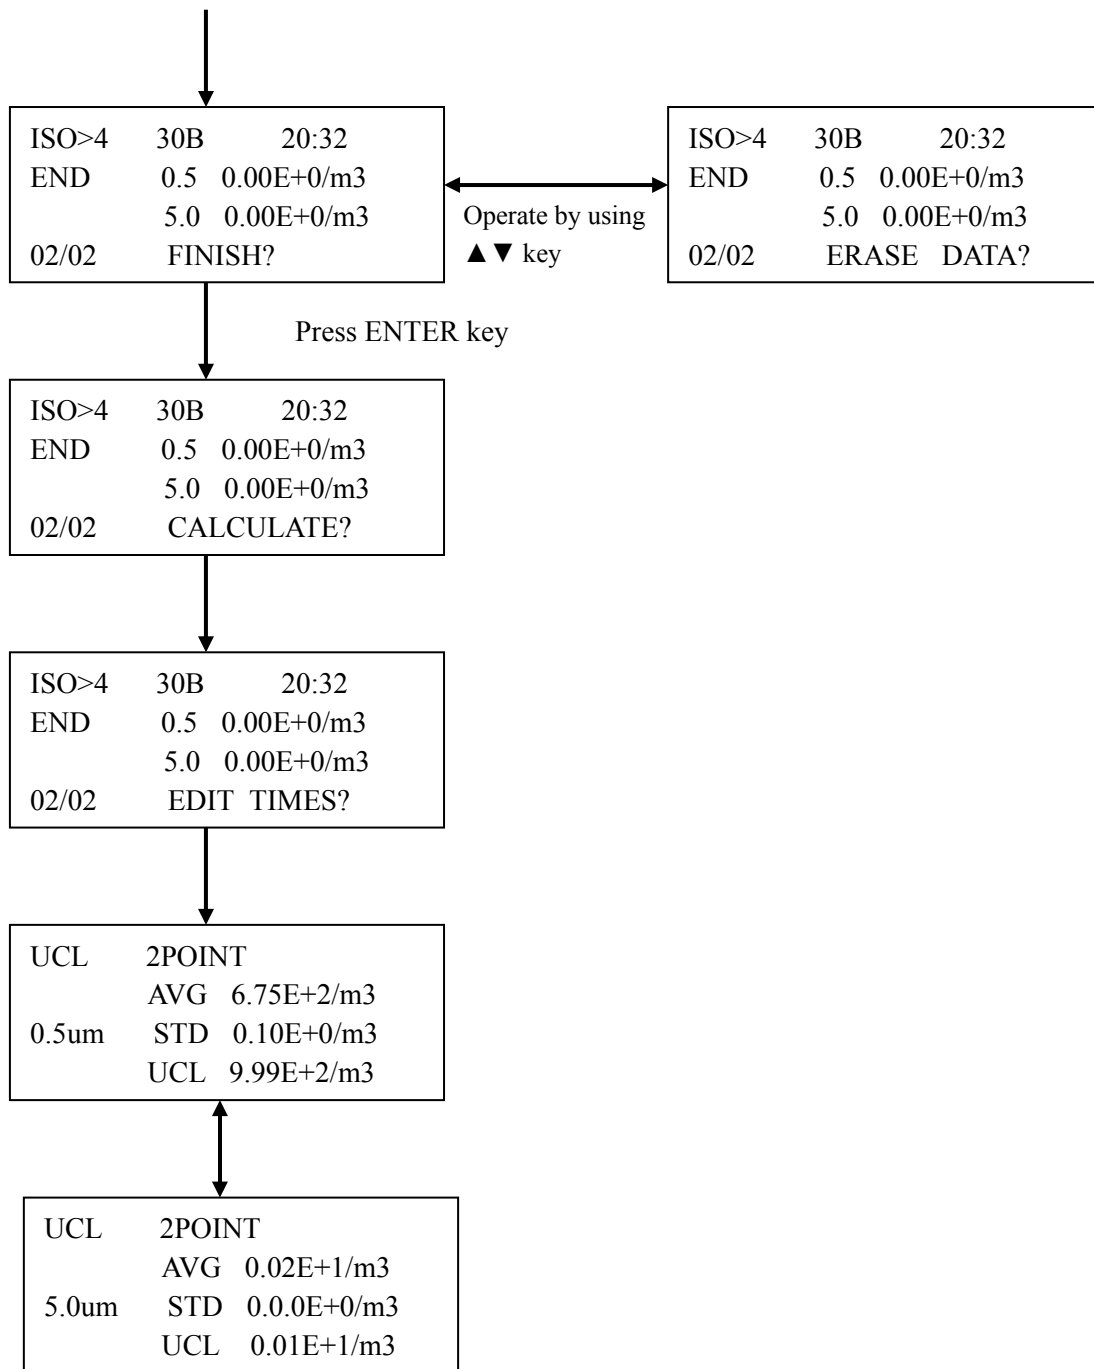 ISO>4 30B 20:32
END 0.5 0.00E+0/m3
5.0 0.00E+0/m3
02/02 FINISH?
Operate by using
▲▼ key
ISO>4 30B 20:32
END 0.5 0.00E+0/m3
5.0 0.00E+0/m3
02/02 ERASE DATA?
Press ENTER key
ISO>4 30B 20:32
END 0.5 0.00E+0/m3
5.0 0.00E+0/m3
02/02 CALCULATE?
ISO>4 30B 20:32
END 0.5 0.00E+0/m3
5.0 0.00E+0/m3
02/02 EDIT TIMES?
UCL 2POINT
AVG 6.75E+2/m3
0.5um STD 0.10E+0/m3
UCL 9.99E+2/m3
UCL 2POINT
AVG 0.02E+1/m3
5.0um STD 0.0.0E+0/m3
UCL 0.01E+1/m3